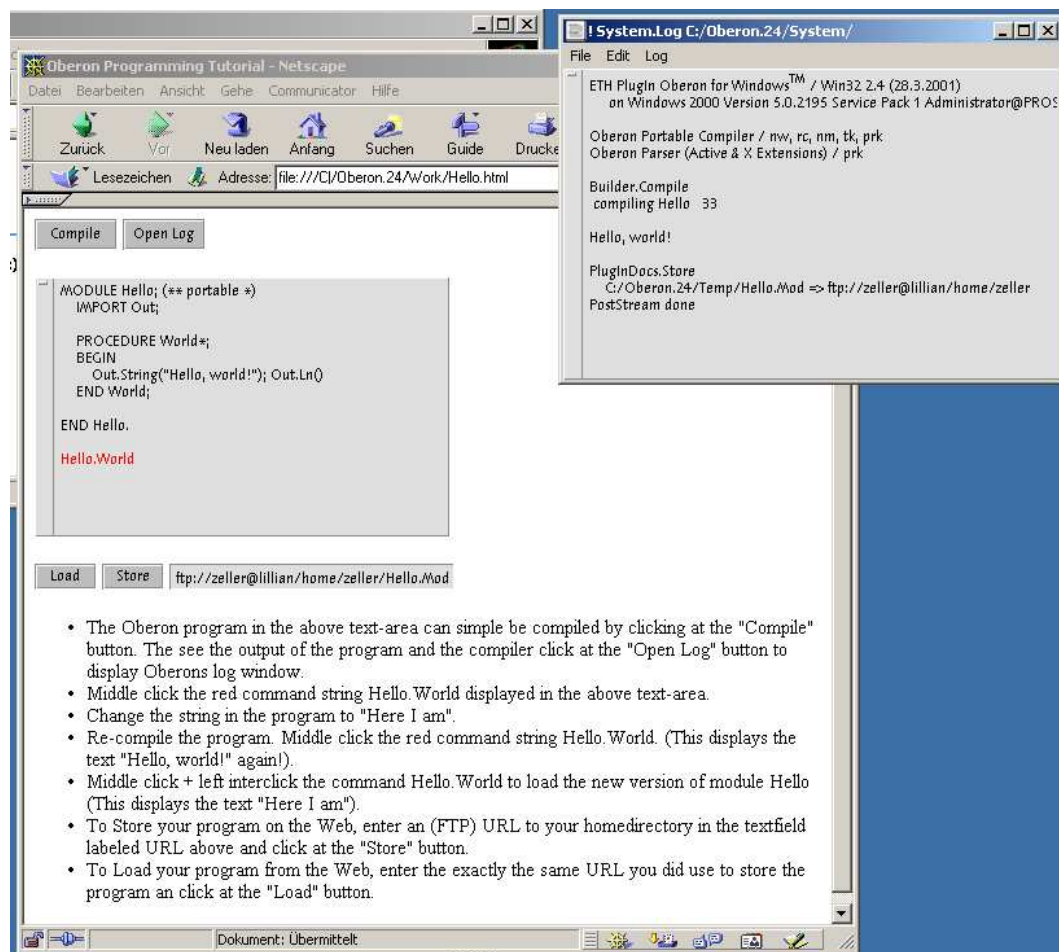 Oberon Programming Tutorial - Netscape
Datei Bearbeiten Ansicht Gehe Communicator Hilfe
Zurück Vor Neu laden Anfang Suchen Guide Drucke
Lesezeichen Adresse: file:///C|/Oberon.24/Work/Hello.html
Compile Open Log
MODULE Hello; (** portable *)
IMPORT Out;
PROCEDURE World*;
BEGIN
Out.String("Hello, world!"); Out.Ln()
END World;
END Hello.
Hello.World
Load Store ftp://zeller@lillian/home/zeller/Hello.Mod
• The Oberon program in the above text-area can simple be compiled by clicking at the "Compile"
button. The see the output of the program and the compiler click at the "Open Log" button to
display Oberons log window.
• Middle click the red command string Hello.World displayed in the above text-area.
• Change the string in the program to "Here I am".
• Re-compile the program. Middle click the red command string Hello.World. (This displays the
text "Hello, world!" again!).
• Middle click + left interclick the command Hello.World to load the new version of module Hello
(This displays the text "Here I am").
• To Store your program on the Web, enter an (FTP) URL to your homedirectory in the textfield
labeled URL above and click at the "Store" button.
• To Load your program from the Web, enter the exactly the same URL you did use to store the
program an click at the "Load" button.
Dokument: Übermittelt
! System.Log C:/Oberon.24/System/
File Edit Log
ETH PlugIn Oberon for Windows™ / Win32 2.4 (28.3.2001)
on Windows 2000 Version 5.0.2195 Service Pack 1 Administrator@PROS
Oberon Portable Compiler / nw, rc, nm, tk, prk
Oberon Parser (Active & X Extensions) / prk
Builder.Compile
compiling Hello 33
Hello, world!
PlugInDocs.Store
C:/Oberon.24/Temp/Hello.Mod => ftp://zeller@lillian/home/zeller
PostStream done